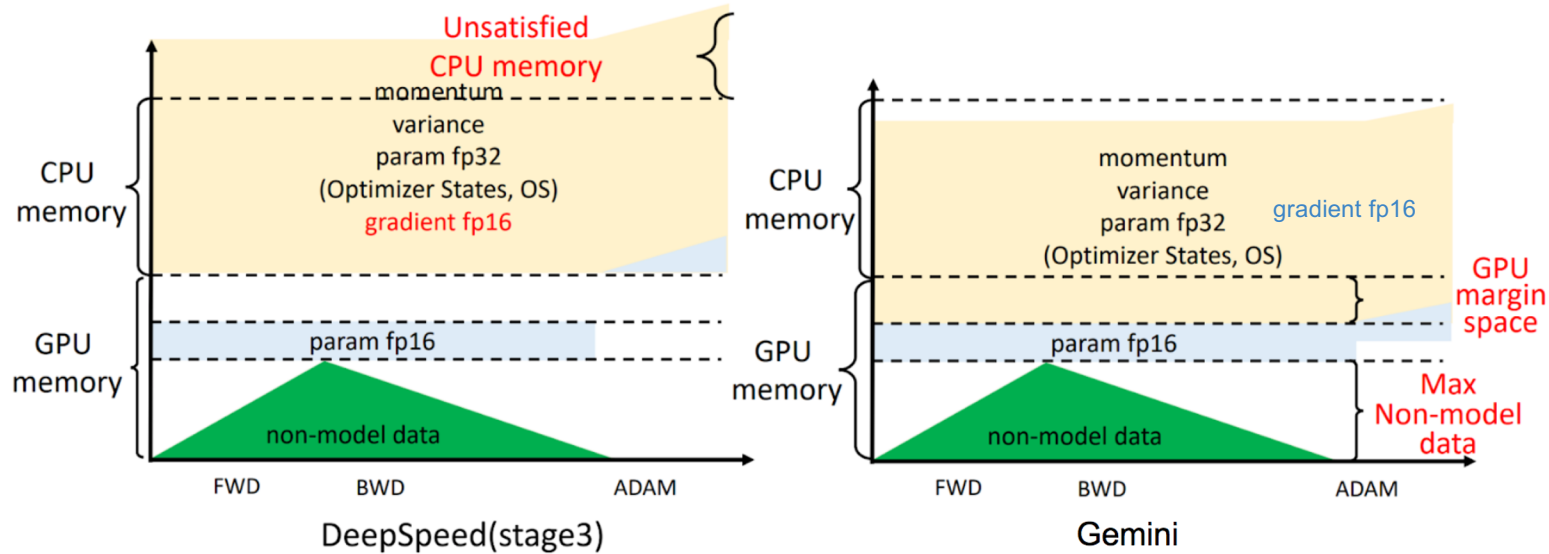 Unsatisfied
CPU memory
momentum
variance
param fp32
(Optimizer States, OS)
gradient fp16
CPU
memory
GPU
memory
param fp16
non-model data
FWD
BWD
ADAM
DeepSpeed(stage3)
momentum
variance
param fp32
(Optimizer States, OS)
gradient fp16
CPU
memory
GPU
margin
space
GPU
memory
param fp16
Max
Non-model
data
non-model data
FWD
BWD
ADAM
Gemini